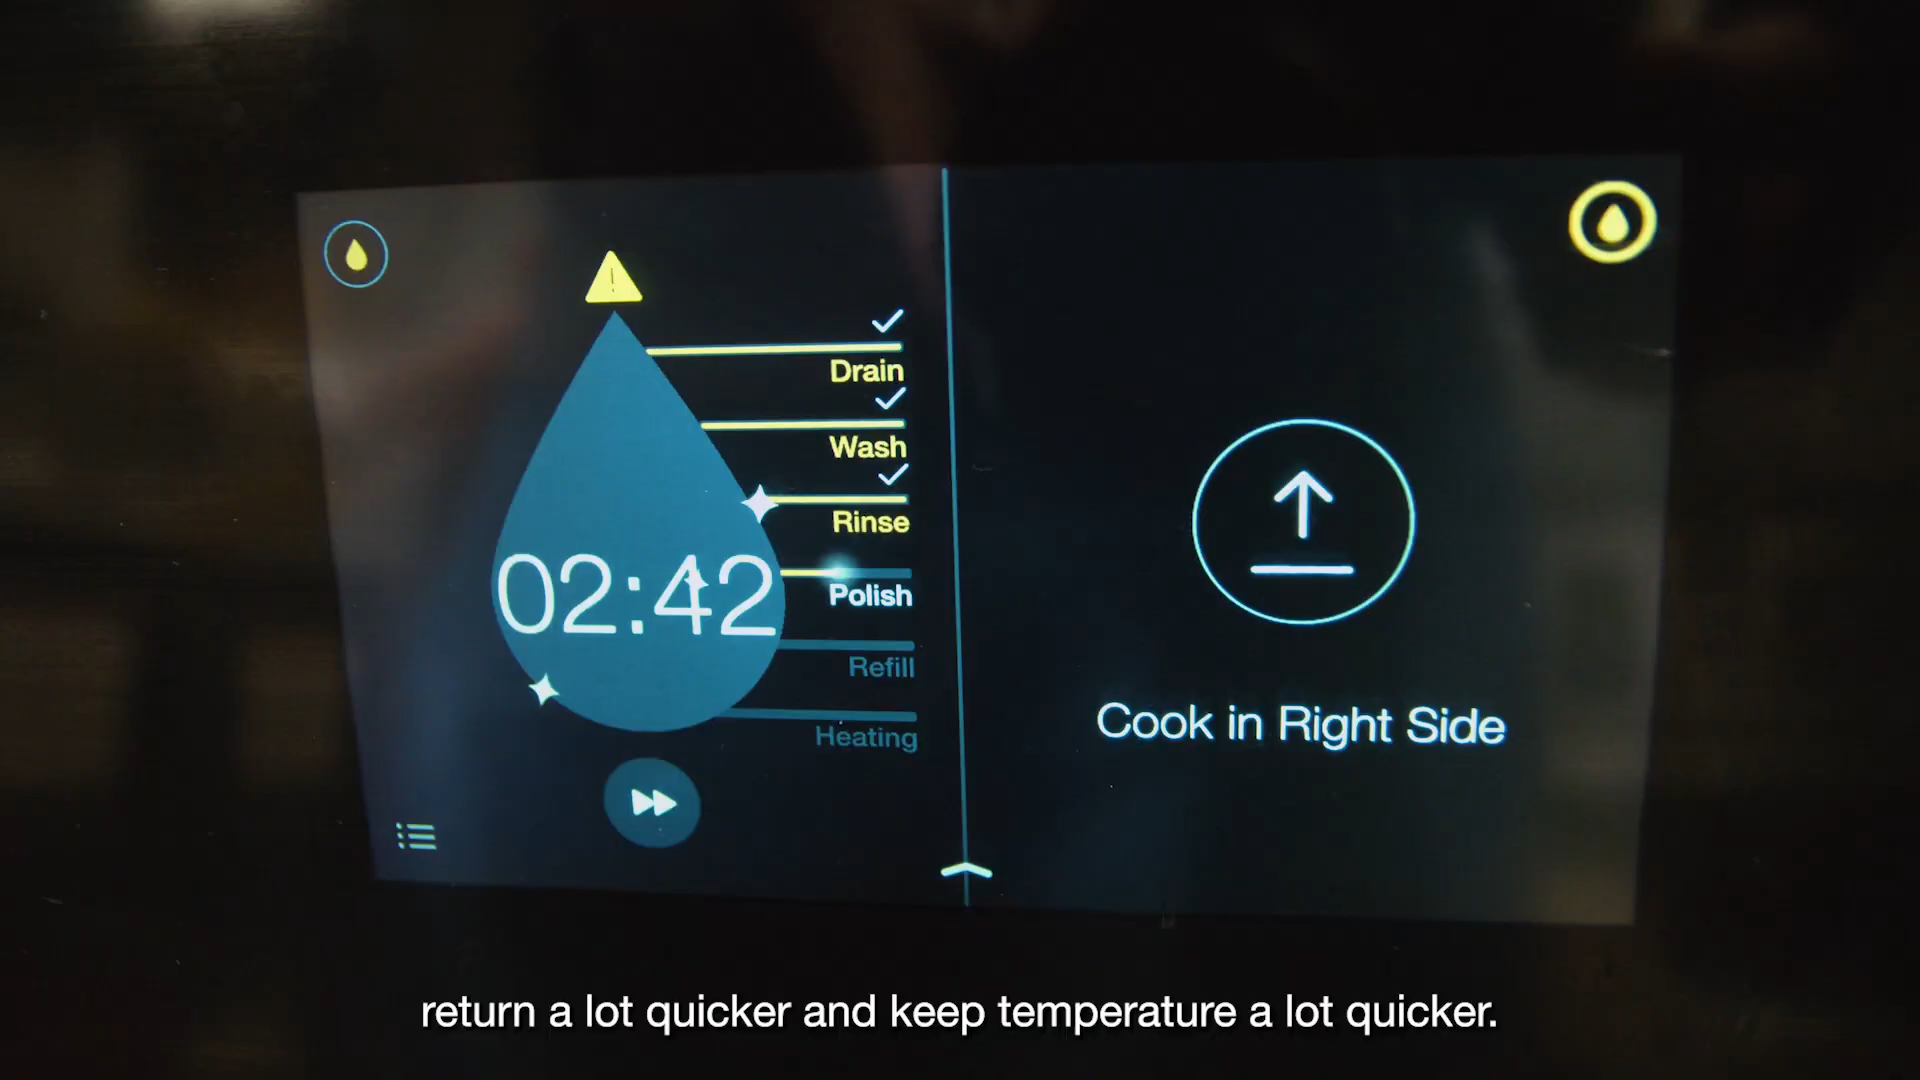 Drain
Wash
Rinse
02:42
Polish
Refill
Heating
Cook in Right Side
return a lot quicker and keep temperature a lot quicker.